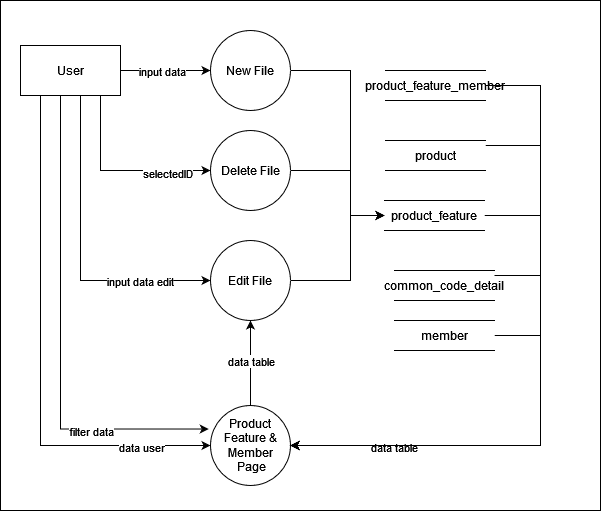 User
input data
New File
product_feature_member
selectedID
Delete File
product
product_feature
input data edit
Edit File
common_code_detail
member
data table
filter data
data user
Product
Feature &
Member
Page
data table